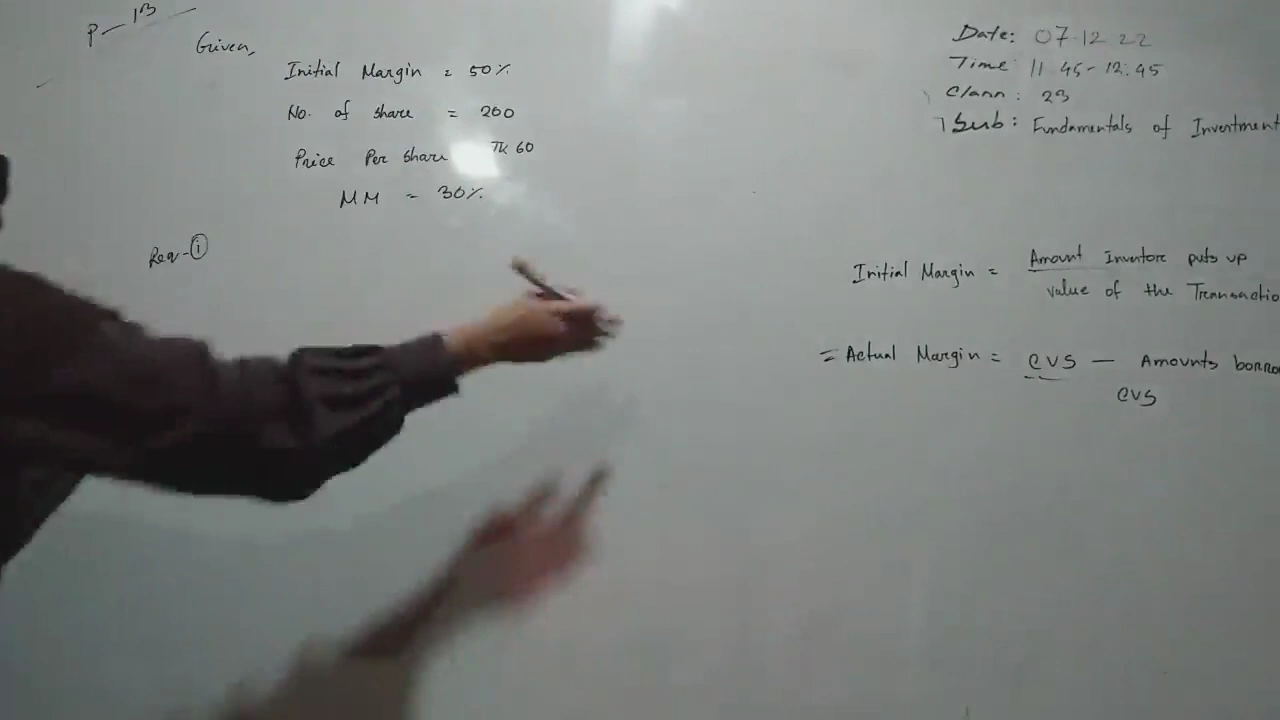 P-13
Given,
Initial Margin = 50%
No. of share = 200
Price Per share TK 60
MM = 30%
Req-(i)
Date: 07.12.22
Time: 11.45-12:45
Class: 23
Sub: Fundamentals of Investment
Initial Margin = Amount Investore puts up
value of the Transactio
= Actual Margin = CVS - Amounts borro
CVS